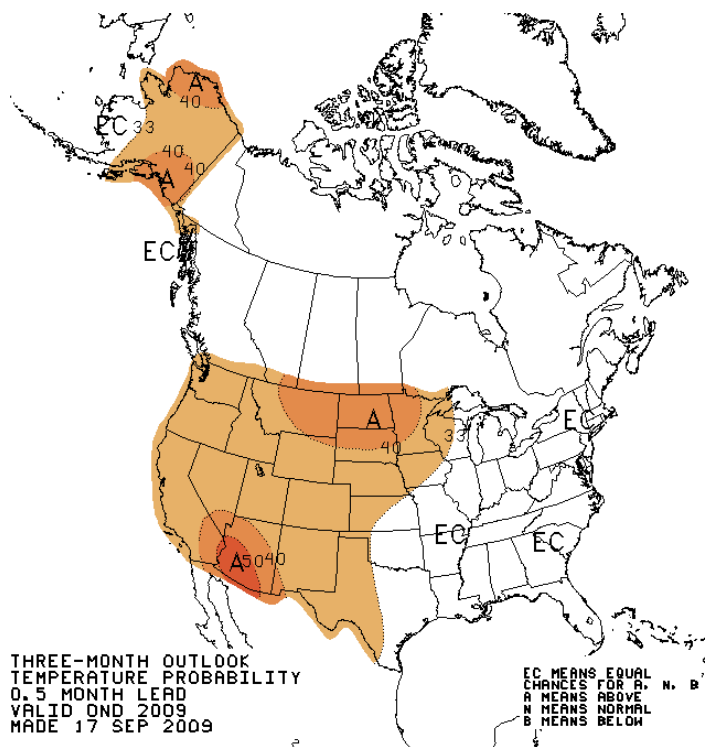 A
40
EC 33
40
40
A
EC
A
EC
33
40
EC
EC
A 50 40
THREE-MONTH OUTLOOK
TEMPERATURE PROBABILITY
0.5 MONTH LEAD
VALID OND 2009
MADE 17 SEP 2009
EC MEANS EQUAL
CHANCES FOR A, N, B
A MEANS ABOVE
N MEANS NORMAL
B MEANS BELOW